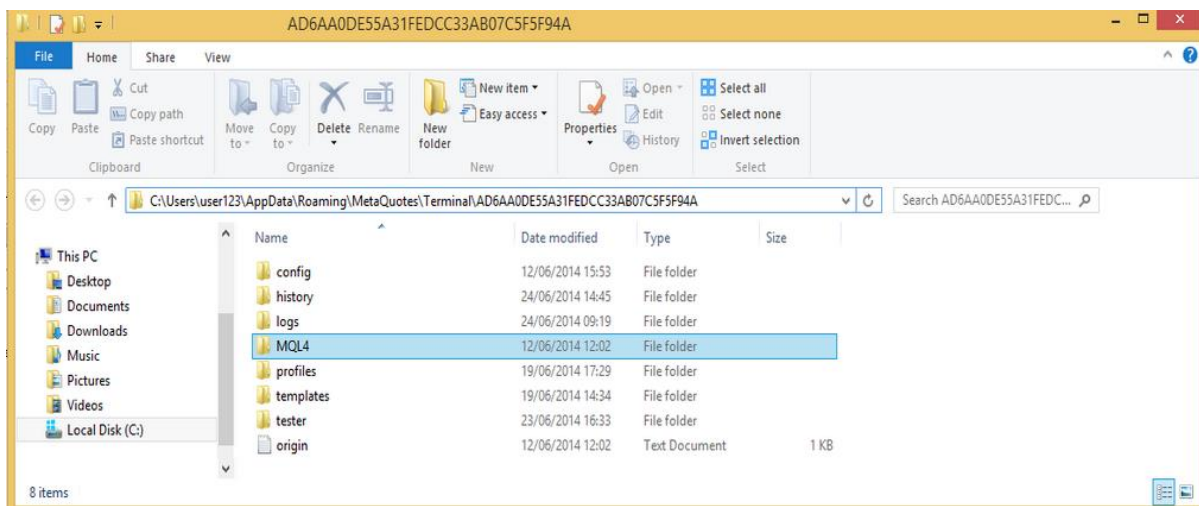 AD6AA0DE55A31FEDCC33AB07C5F5F94A
File Home Share View
Copy
Paste
Cut
Copy path
Paste shortcut
Clipboard
Move to
Copy to
Delete
Rename
Organize
New folder
New item
Easy access
New
Properties
Open
Edit
History
Open
Select all
Select none
Invert selection
Select
C:\Users\user123\AppData\Roaming\MetaQuotes\Terminal\AD6AA0DE55A31FEDCC33AB07C5F5F94A
Search AD6AA0DE55A31FEDC...
This PC
Desktop
Documents
Downloads
Music
Pictures
Videos
Local Disk (C:)
Name Date modified Type Size
config 12/06/2014 15:53 File folder
history 24/06/2014 14:45 File folder
logs 24/06/2014 09:19 File folder
MQL4 12/06/2014 12:02 File folder
profiles 19/06/2014 17:29 File folder
templates 19/06/2014 14:34 File folder
tester 23/06/2014 16:33 File folder
origin 12/06/2014 12:02 Text Document 1 KB
8 items